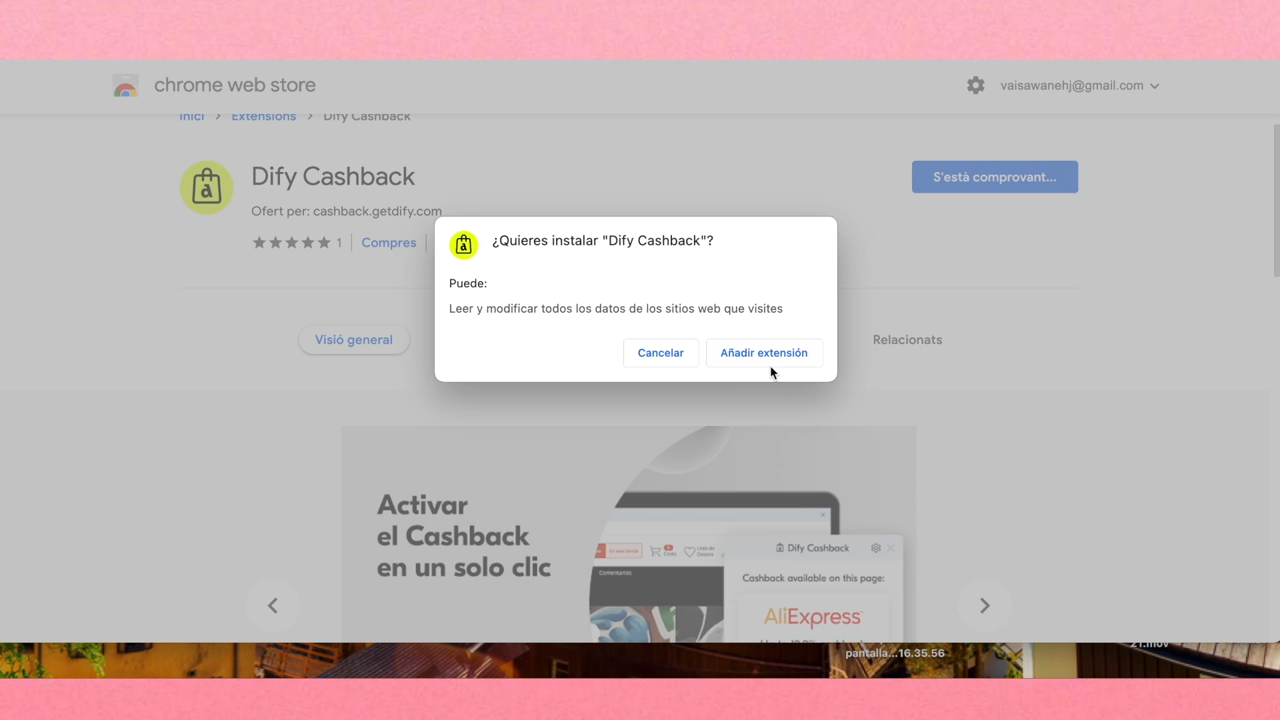 chrome web store
vaisawanehj@gmail.com
Inici > Extensions > Dify Cashback
Dify Cashback
S'està comprovant...
Ofert per: cashback.getdify.com
1 | Compres
¿Quieres instalar "Dify Cashback"?
Puede:
Leer y modificar todos los datos de los sitios web que visites
Cancelar
Añadir extensión
Visió general
Relacionats
Activar
el Cashback
en un solo clic
Comentarios
Dify Cashback
Cashback available on this page:
AliExpress
pantalla...16.35.56
21.mov